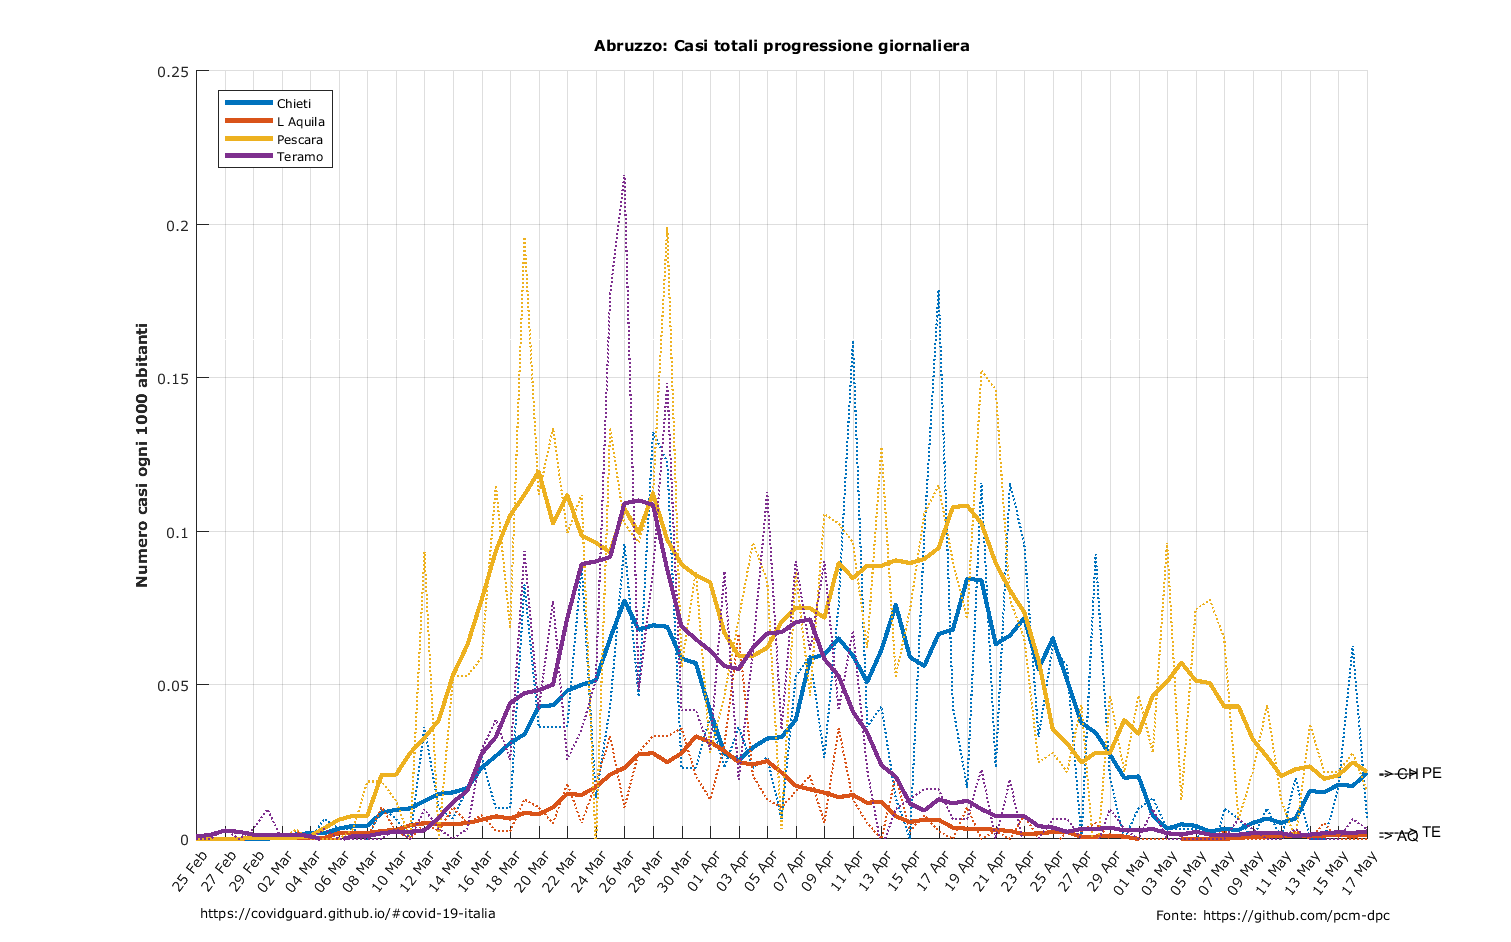 Abruzzo: Casi totali progressione giornaliera
Numero casi ogni 1000 abitanti
0.25
0.2
0.15
0.1
0.05
0
Chieti
L Aquila
Pescara
Teramo
25 Feb
27 Feb
29 Feb
02 Mar
04 Mar
06 Mar
08 Mar
10 Mar
12 Mar
14 Mar
16 Mar
18 Mar
20 Mar
22 Mar
24 Mar
26 Mar
28 Mar
30 Mar
01 Apr
03 Apr
05 Apr
07 Apr
09 Apr
11 Apr
13 Apr
15 Apr
17 Apr
19 Apr
21 Apr
23 Apr
25 Apr
27 Apr
29 Apr
01 May
03 May
05 May
07 May
09 May
11 May
13 May
15 May
17 May
--> CH
--> PE
--> TE
--> AQ
https://covidguard.github.io/#covid-19-italia
Fonte: https://github.com/pcm-dpc